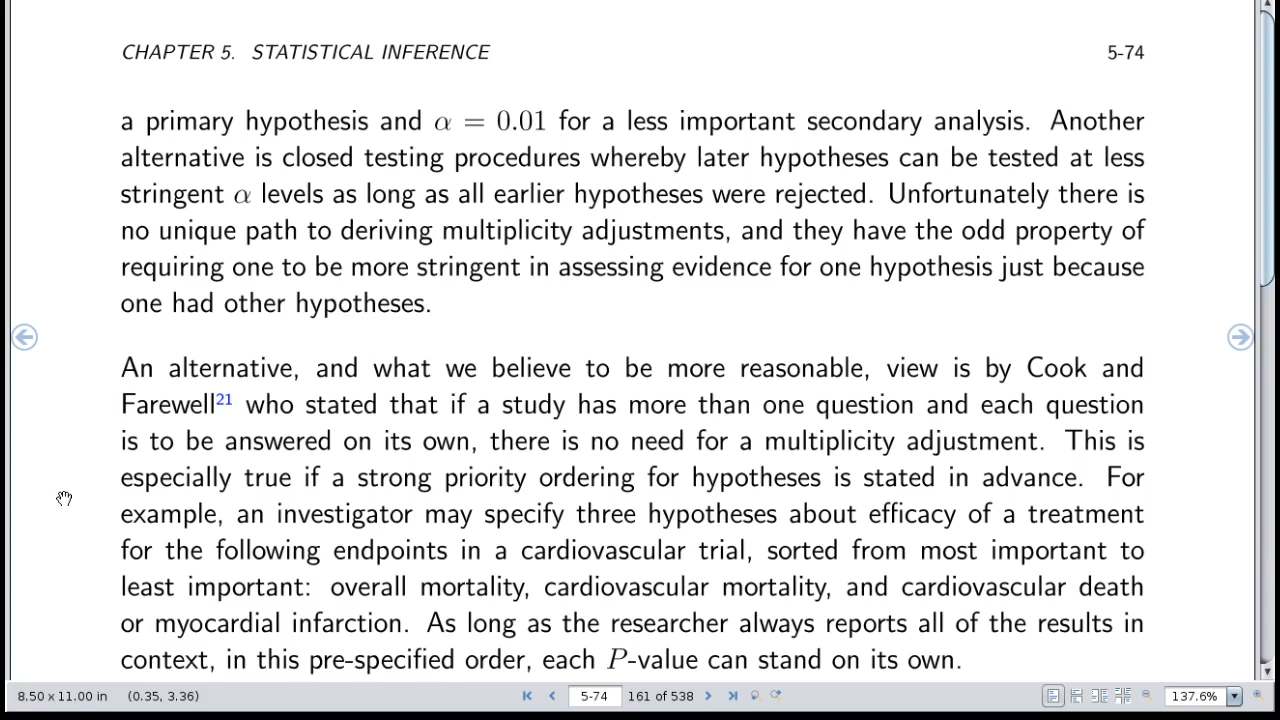 CHAPTER 5. STATISTICAL INFERENCE 5-74
a primary hypothesis and α = 0.01 for a less important secondary analysis. Another
alternative is closed testing procedures whereby later hypotheses can be tested at less
stringent α levels as long as all earlier hypotheses were rejected. Unfortunately there is
no unique path to deriving multiplicity adjustments, and they have the odd property of
requiring one to be more stringent in assessing evidence for one hypothesis just because
one had other hypotheses.
An alternative, and what we believe to be more reasonable, view is by Cook and
Farewell21 who stated that if a study has more than one question and each question
is to be answered on its own, there is no need for a multiplicity adjustment. This is
especially true if a strong priority ordering for hypotheses is stated in advance. For
example, an investigator may specify three hypotheses about efficacy of a treatment
for the following endpoints in a cardiovascular trial, sorted from most important to
least important: overall mortality, cardiovascular mortality, and cardiovascular death
or myocardial infarction. As long as the researcher always reports all of the results in
context, in this pre-specified order, each P-value can stand on its own.
8.50 x 11.00 in (0.35, 3.36) 5-74 161 of 538 137.6%